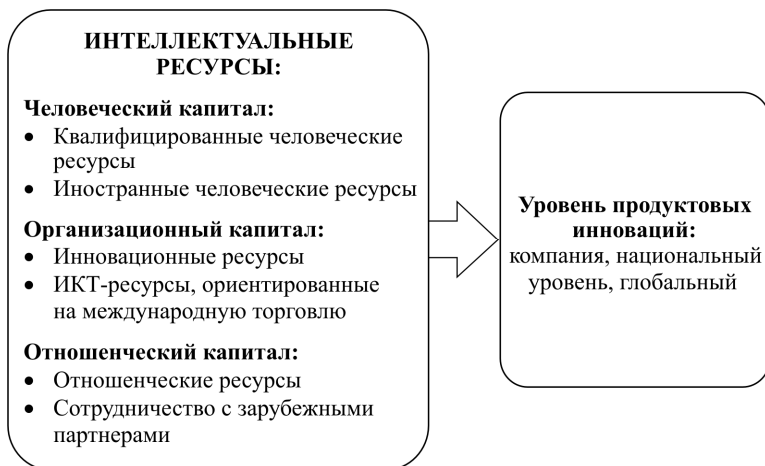 ИНТЕЛЛЕКТУАЛЬНЫЕ
РЕСУРСЫ:
Человеческий капитал:
• Квалифицированные человеческие
ресурсы
• Иностранные человеческие ресурсы
Организационный капитал:
• Инновационные ресурсы
• ИКТ-ресурсы, ориентированные
на международную торговлю
Отношенческий капитал:
• Отношенческие ресурсы
• Сотрудничество с зарубежными
партнерами
Уровень продуктовых
инноваций:
компания, национальный
уровень, глобальный